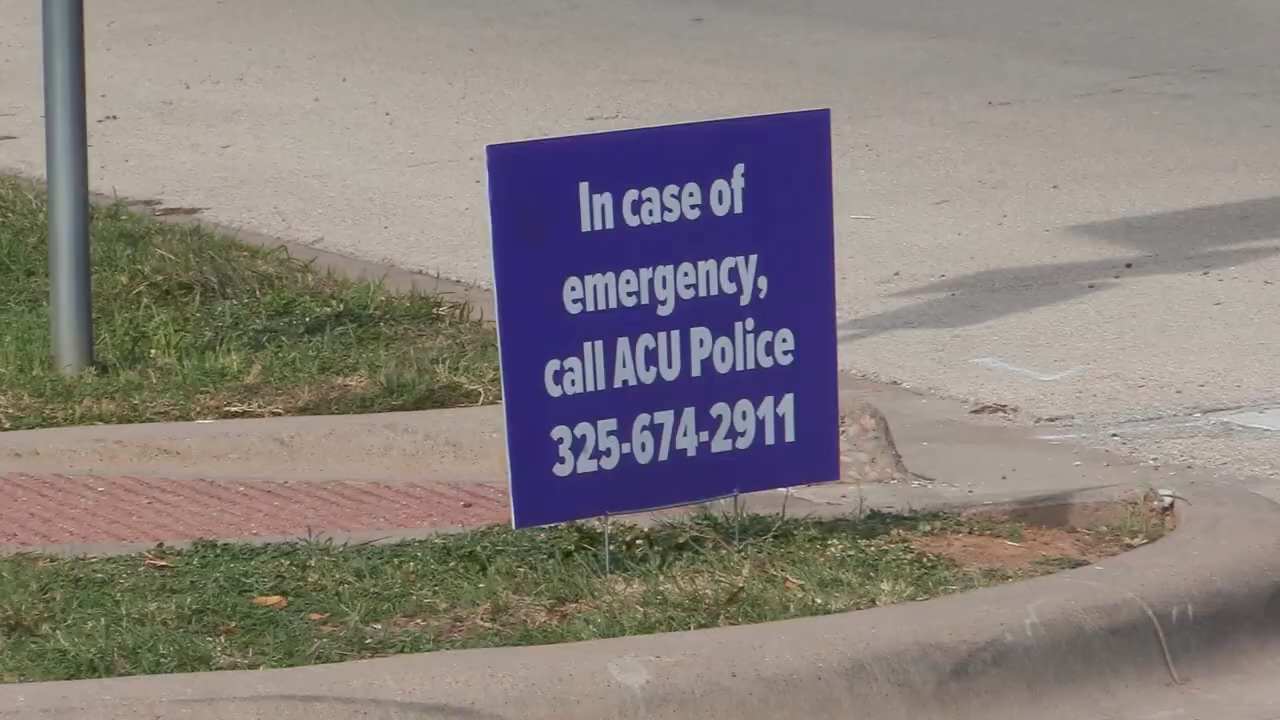 In case of
emergency,
call ACU Police
325-674-2911